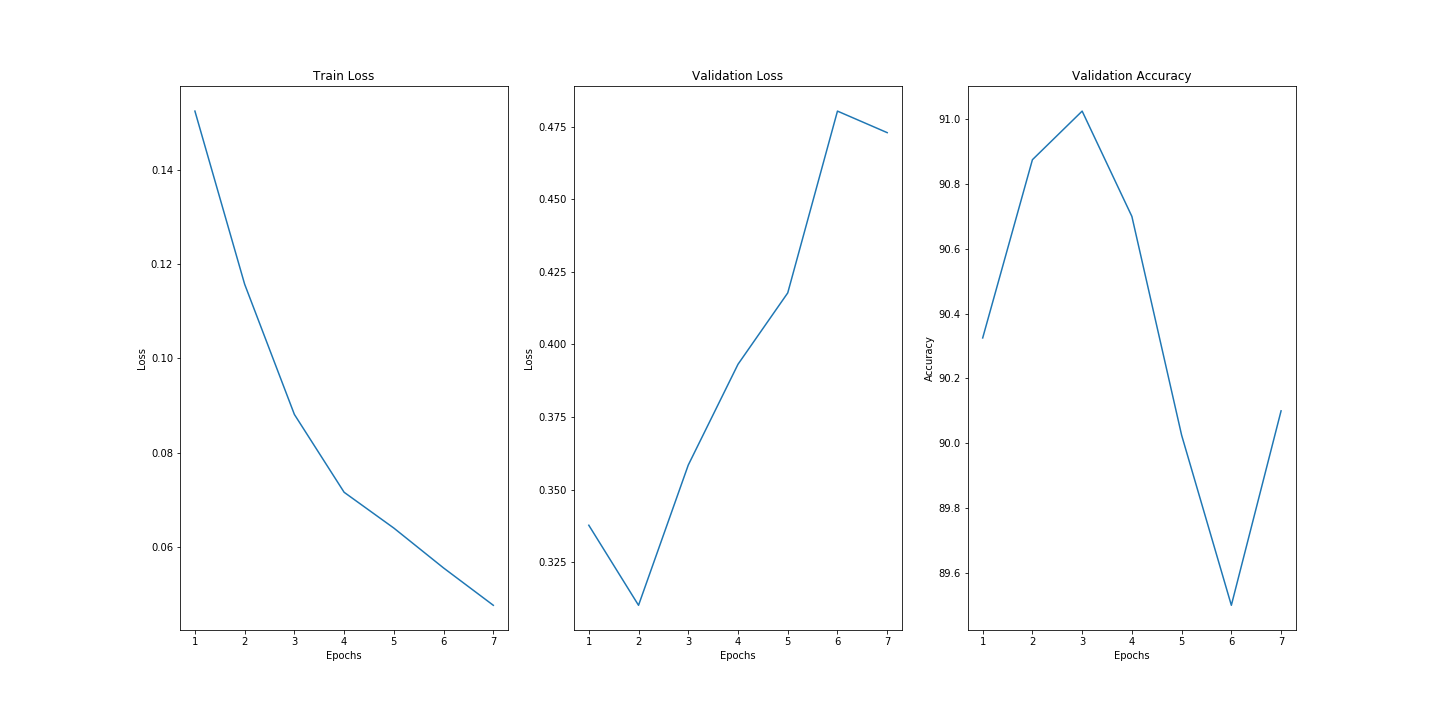 Train Loss
0.14
0.12
0.10
0.08
0.06
Loss
1 2 3 4 5 6 7
Epochs
Validation Loss
0.475
0.450
0.425
0.400
0.375
0.350
0.325
Loss
1 2 3 4 5 6 7
Epochs
Validation Accuracy
91.0
90.8
90.6
90.4
90.2
90.0
89.8
89.6
Accuracy
1 2 3 4 5 6 7
Epochs